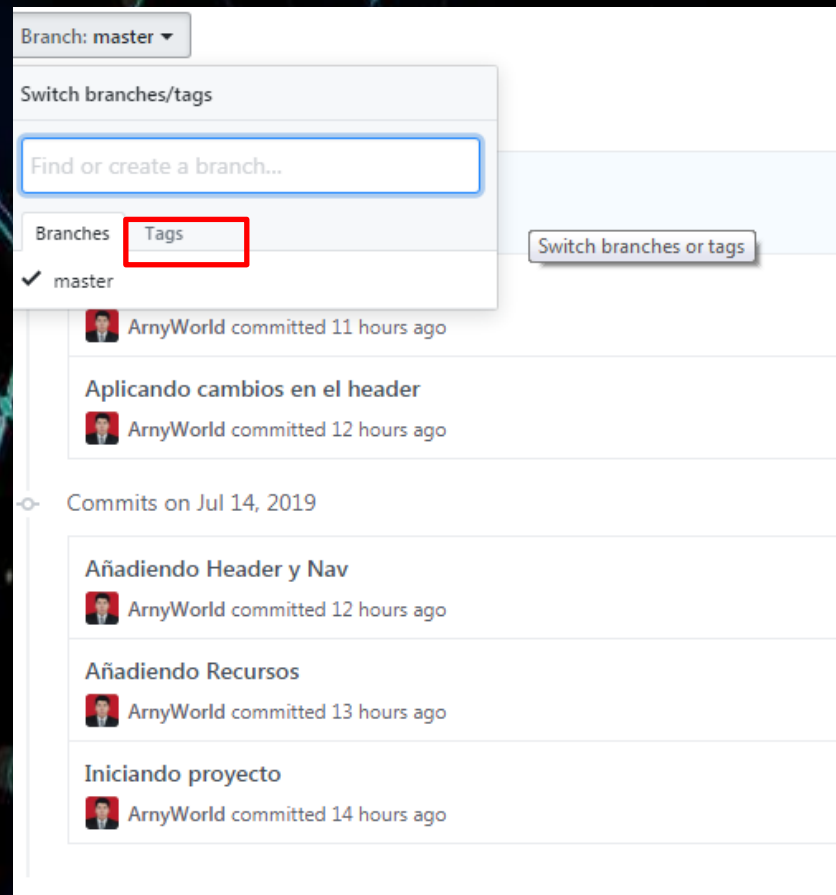 Branch: master
Switch branches/tags
Find or create a branch...
Branches Tags
Switch branches or tags
master
ArnyWorld committed 11 hours ago
Aplicando cambios en el header
ArnyWorld committed 12 hours ago
Commits on Jul 14, 2019
Añadiendo Header y Nav
ArnyWorld committed 12 hours ago
Añadiendo Recursos
ArnyWorld committed 13 hours ago
Iniciando proyecto
ArnyWorld committed 14 hours ago